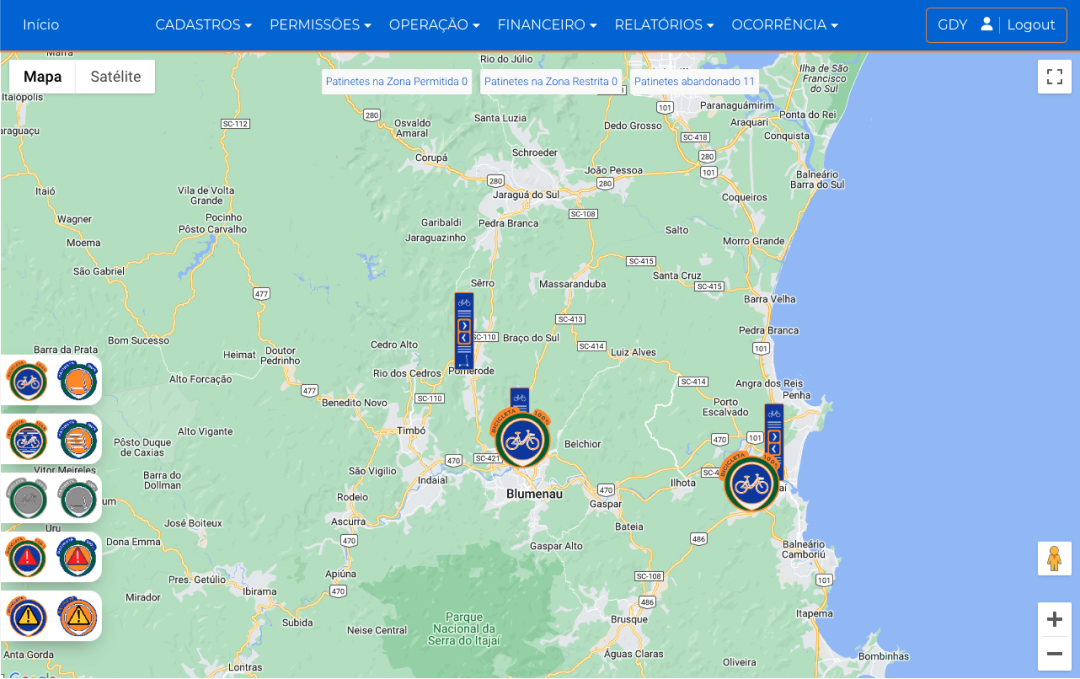 Início CADASTROS PERMISSÕES OPERAÇÃO FINANCEIRO RELATÓRIOS OCORRÊNCIA GDY Logout
Mafra
Rio do Júlio
Mapa Satélite
Patinetes na Zona Permitida 0 Patinetes na Zona Restrita 0 Patinetes abandonado 11
Ilha de São
Francisco
do Sul
Itaiópolis
101
Paranaguámirim
280
Ponta do Rei
Santa Luzia
SC-112
Osvaldo
Amaral
Dedo Grosso
Araquari
araguaçu
SC-418
Conquista
Schroeder
Corupá
280
João Pessoa
101
Balneário
Barra do Sul
280
280
Itaió
Vila de Volta
Grande
Jaraguá do Sul
Coqueiros
Wagner
Pocinho
Pôsto Carvalho
Garibaldi
Jaraguazinho
Pedra Branca
SC-108
Salto
Moema
Morro Grande
São Gabriel
SC-415
Santa Cruz
SC-415
Sêrro
Massaranduba
477
Barra Velha
SC-413
Pedra Branca
SC-110
Braço do Sul
Bom Sucesso
Cedro Alto
SC-414
Luiz Alves
101
Barra da Prata
Heimat
Doutor
Pedrinho
Rio dos Cedros
Pomerode
Alto Forcação
477
SC-414
Angra dos Reis
Penha
SC-110
Benedito Novo
Porto
Escalvado
BICICLETA 100%
Alto Vigante
Timbó
470
101
Pôsto Duque
de Caxias
Belchior
470
SC-421
BICICLETA 100%
Vitor Meireles
São Vigilio
Indaial
Ilhota
Barra do
Dollman
Rodeio
Blumenau
470
Gaspar
Uru
José Boiteux
Ascurra
Bateia
Dona Emma
470
486
Gaspar Alto
Balneário
Camboriú
Pres. Getúlio
Apiúna
SC-108
101
Ibirama
470
Mirador
486
Parque
Nacional da
Serra do Itajaí
Itapema
Subida
Neise Central
Brusque
Anta Gorda
Águas Claras
Bombinhas
Lontras
Oliveira